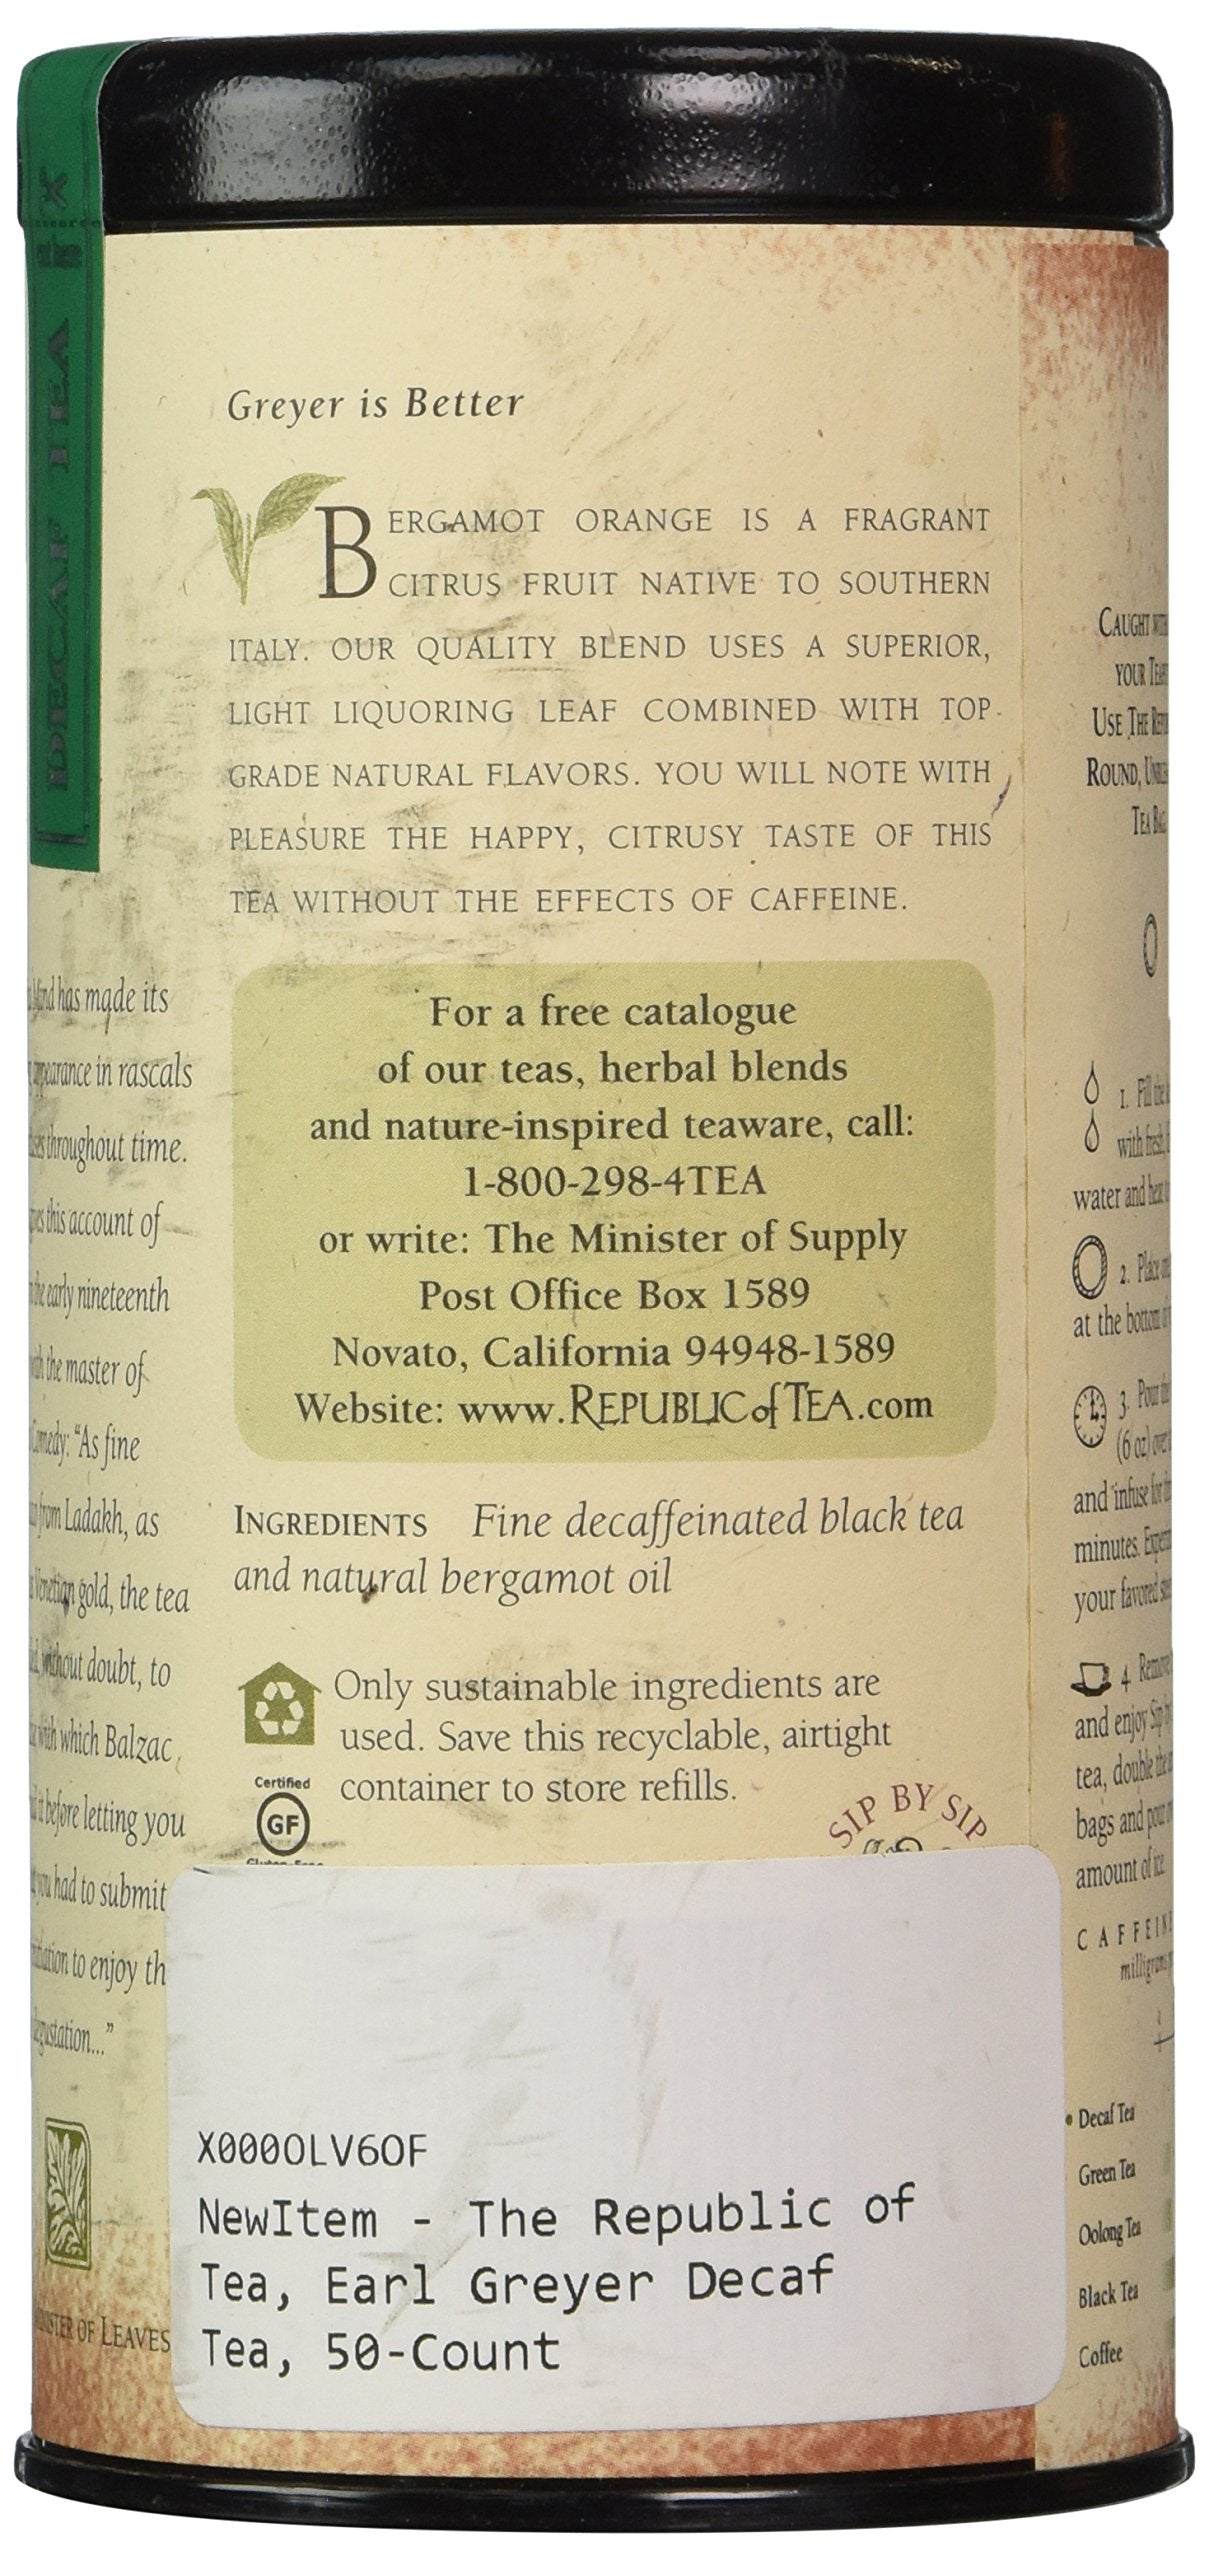 DECAF TEA
Greyer is Better
BERGAMOT ORANGE IS A FRAGRANT
CITRUS FRUIT NATIVE TO SOUTHERN
ITALY. OUR QUALITY BLEND USES A SUPERIOR,
LIGHT LIQUORING LEAF COMBINED WITH TOP-
GRADE NATURAL FLAVORS. YOU WILL NOTE WITH
PLEASURE THE HAPPY, CITRUSY TASTE OF THIS
TEA WITHOUT THE EFFECTS OF CAFFEINE.
For a free catalogue
of our teas, herbal blends
and nature-inspired teaware, call:
1-800-298-4TEA
or write: The Minister of Supply
Post Office Box 1589
Novato, California 94948-1589
Website: www.REPUBLICofTEA.com
INGREDIENTS Fine decaffeinated black tea
and natural bergamot oil
Only sustainable ingredients are
used. Save this recyclable, airtight
container to store refills.
Certified
GF
Gluten-Free
SIP BY SIP
X000OLV6OF
NewItem - The Republic of
Tea, Earl Greyer Decaf
Tea, 50-Count
has made its
appearance in rascals
throughout time.
this account of
the early nineteenth
the master of
Comedy: "As fine
from Ladakh, as
Venetian gold, the tea
without doubt, to
with which Balzac
before letting you
you had to submit
to enjoy th
degustation..."
OF LEAVES
CAUGHT
YOUR
USE THE
ROUND,
TEA
1. Fill the
with fresh,
water and heat
2. Place
at the bottom
3. Pour
(6 oz) over
and infuse for
minutes.
your favored
4. Remove
and enjoy Sip
tea, double the
bags and pour
amount of ice.
CAFFEINE
Decaf Tea
Green Tea
Oolong Tea
Black Tea
Coffee